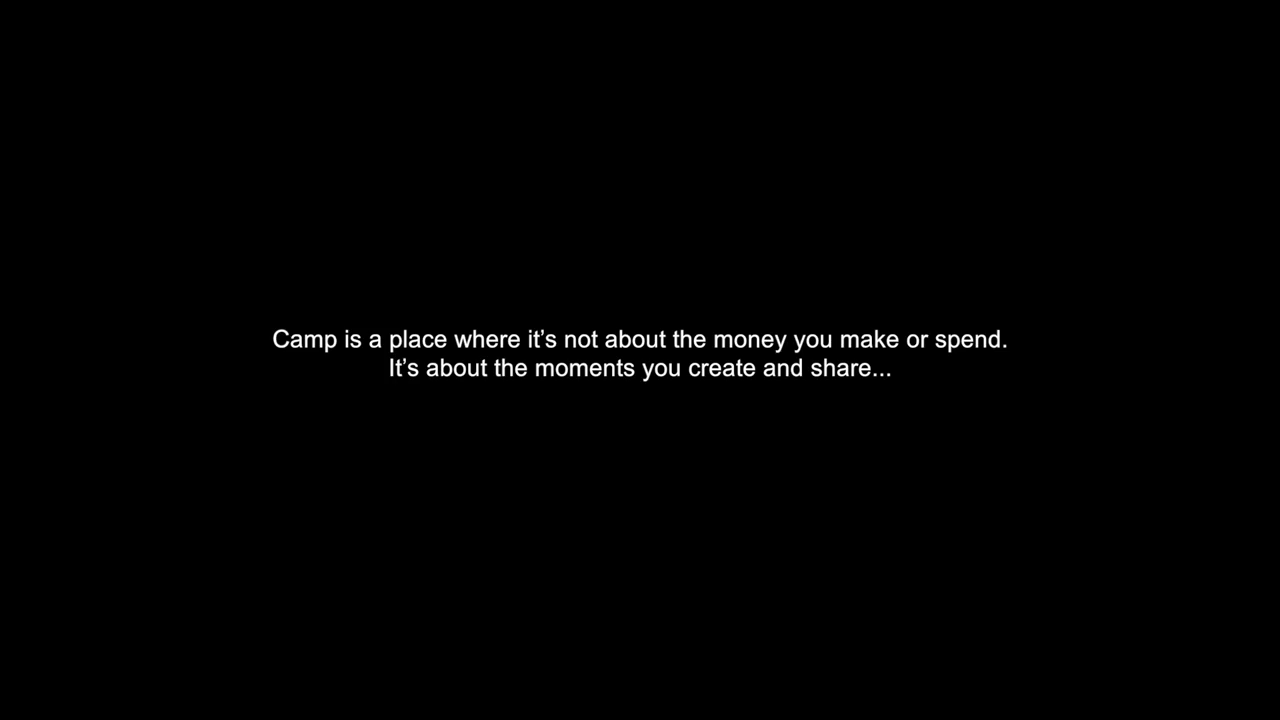 Camp is a place where it’s not about the money you make or spend.
It’s about the moments you create and share...